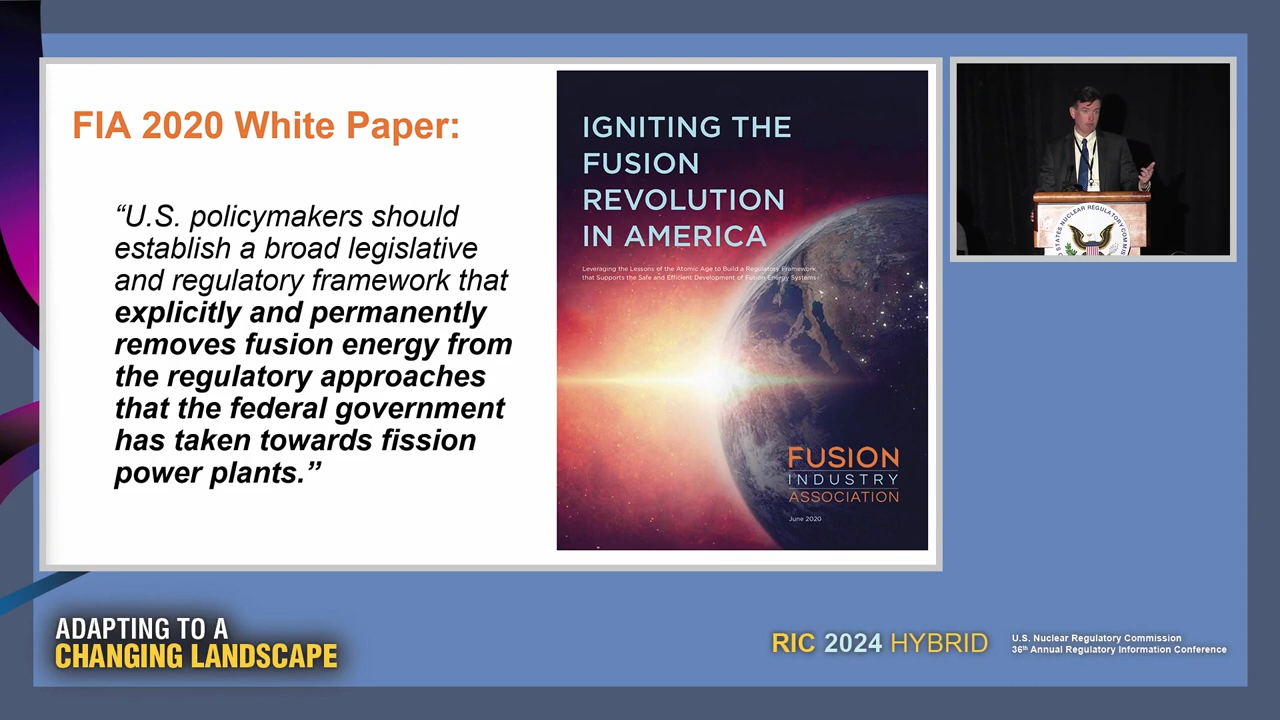 FIA 2020 White Paper:
“U.S. policymakers should
establish a broad legislative
and regulatory framework that
explicitly and permanently
removes fusion energy from
the regulatory approaches
that the federal government
has taken towards fission
power plants.”
IGNITING THE
FUSION
REVOLUTION
IN AMERICA
Leveraging the Lessons of the Atomic Age to Build a Regulatory Framework
that Supports the Safe and Efficient Development of Fusion Energy Systems
FUSION
INDUSTRY
ASSOCIATION
June 2020
STATES NUCLEAR REGULATORY
ADAPTING TO A
CHANGING LANDSCAPE
RIC 2024 HYBRID
U.S. Nuclear Regulatory Commission
36th Annual Regulatory Information Conference